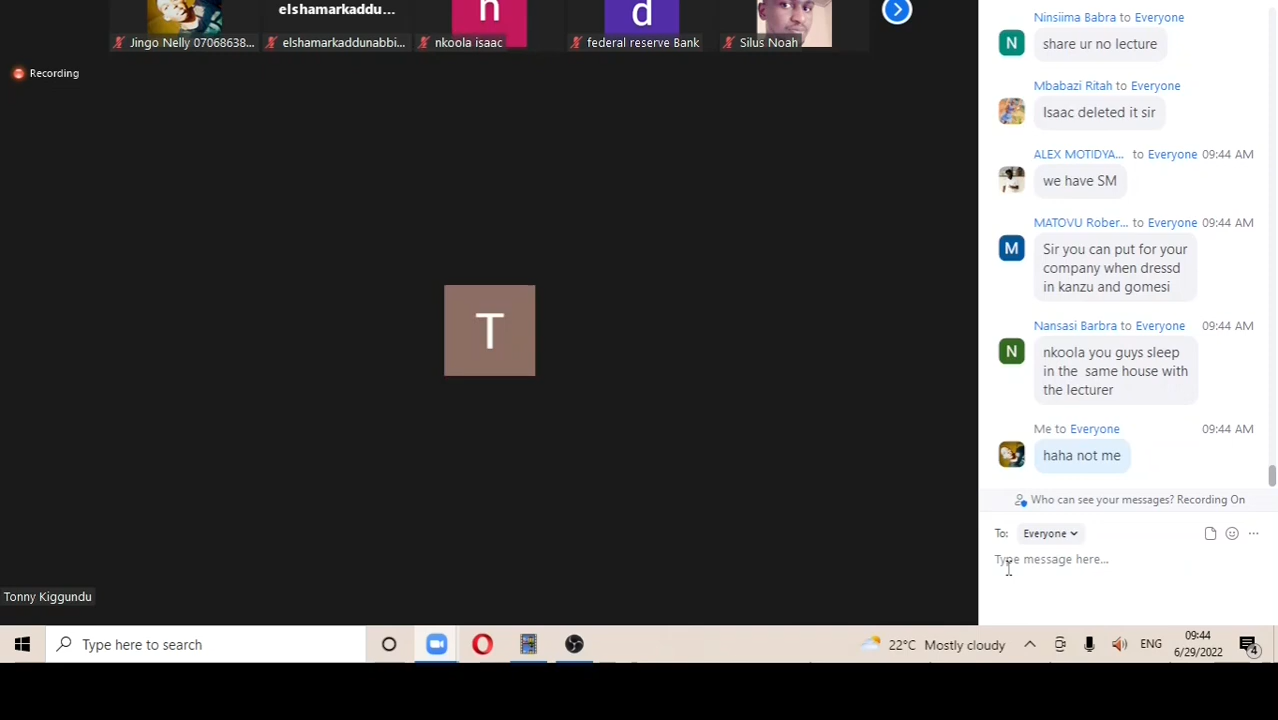 elshamarkaddu...
n
d
Jingo Nelly 07068638...
elshamarkaddunabbi...
nkoola isaac
federal reserve Bank
Silus Noah
Recording
T
Tonny Kiggundu
Ninsiima Babra to Everyone
N
share ur no lecture
Mbabazi Ritah to Everyone
Isaac deleted it sir
ALEX MOTIDYA... to Everyone 09:44 AM
we have SM
MATOVU Rober... to Everyone 09:44 AM
M
Sir you can put for your
company when dressd
in kanzu and gomesi
Nansasi Barbra to Everyone 09:44 AM
N
nkoola you guys sleep
in the same house with
the lecturer
Me to Everyone 09:44 AM
haha not me
Who can see your messages? Recording On
To: Everyone
Type message here...
Type here to search
22°C Mostly cloudy
ENG
09:44
6/29/2022
4